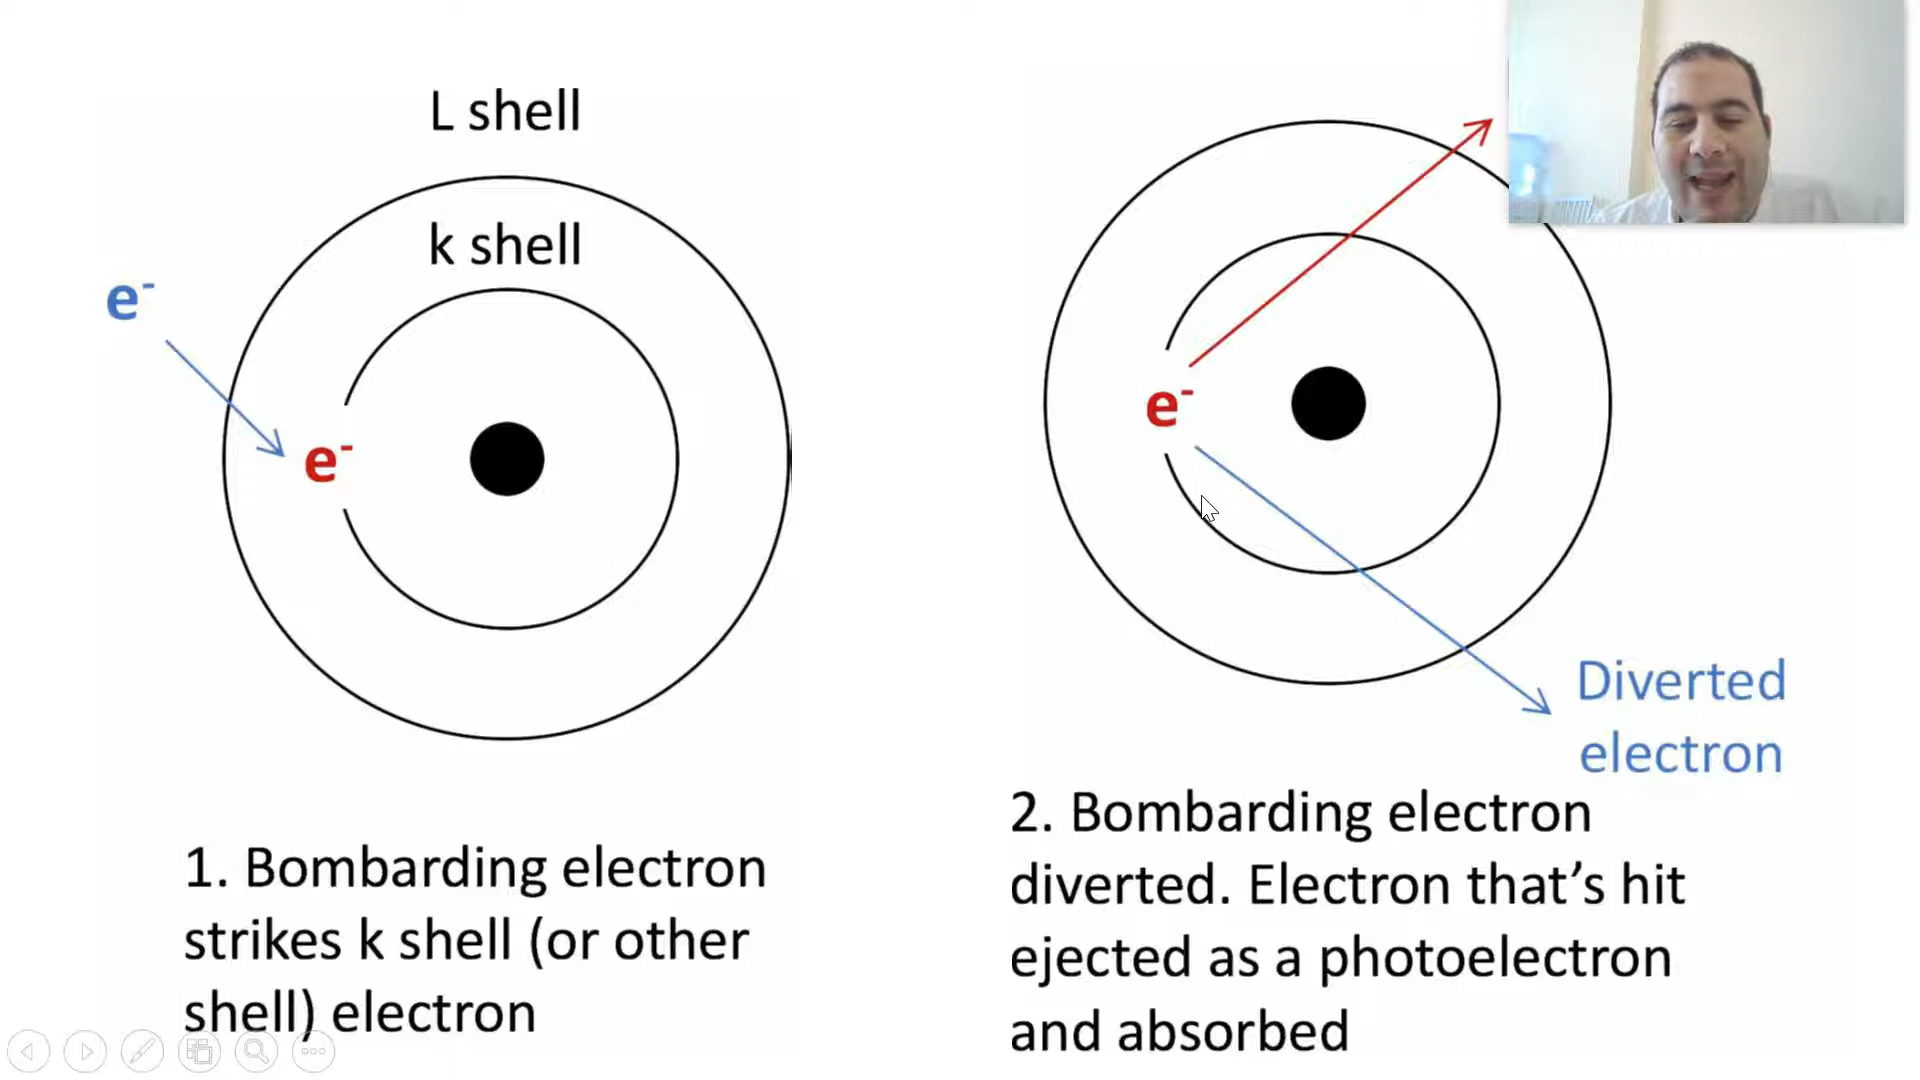 L shell
k shell
e-
e-
1. Bombarding electron
strikes k shell (or other
shell) electron
e-
Diverted
electron
2. Bombarding electron
diverted. Electron that’s hit
ejected as a photoelectron
and absorbed